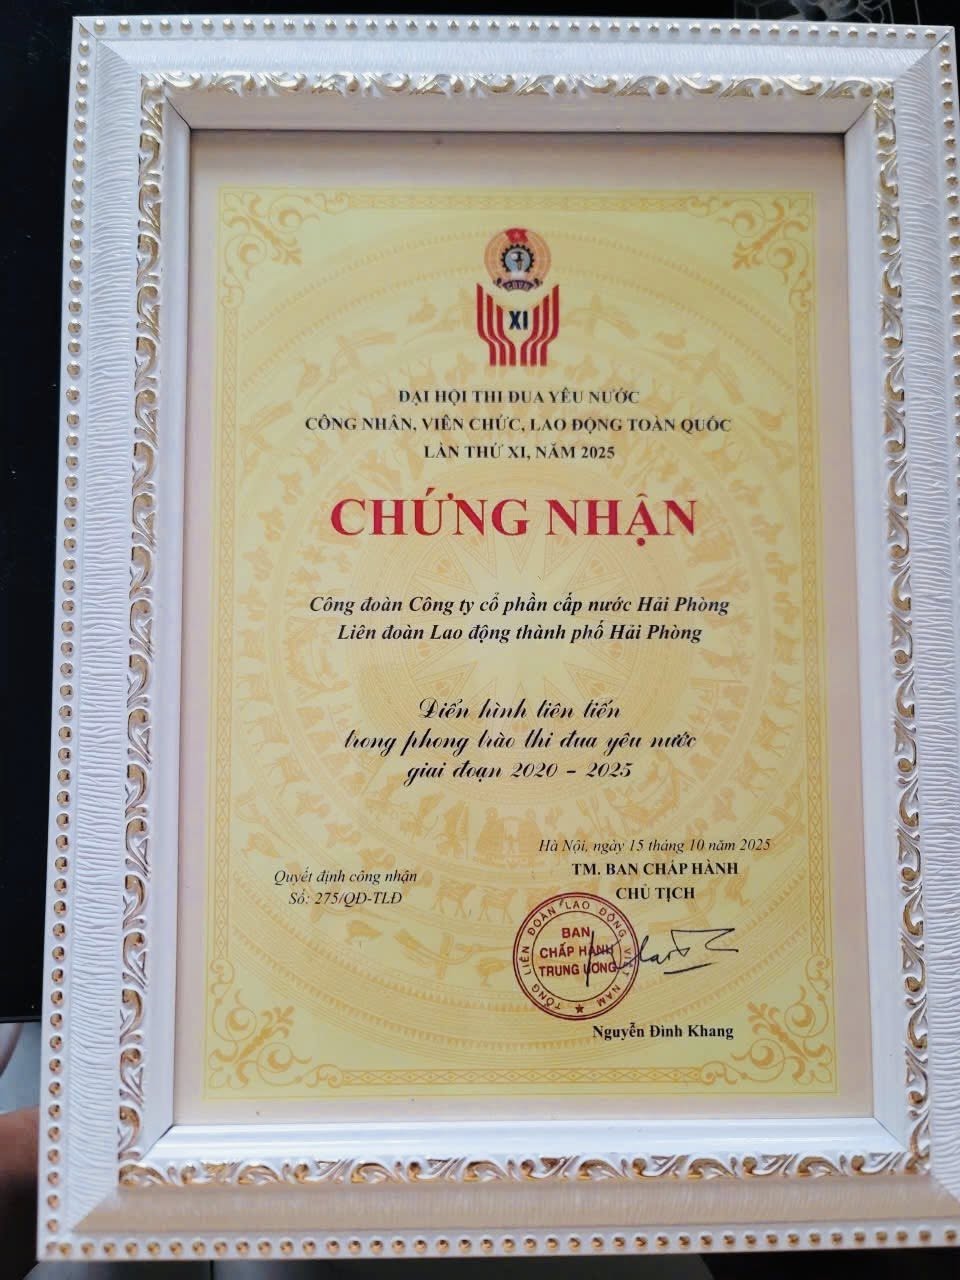 CĐVN
XI
ĐẠI HỘI THI ĐUA YÊU NƯỚC
CÔNG NHÂN, VIÊN CHỨC, LAO ĐỘNG TOÀN QUỐC
LẦN THỨ XI, NĂM 2025
CHỨNG NHẬN
Công đoàn Công ty cổ phần cấp nước Hải Phòng
Liên đoàn Lao động thành phố Hải Phòng
Điển hình tiên tiến
trong phong trào thi đua yêu nước
giai đoạn 2020 - 2025
Hà Nội, ngày 15 tháng 10 năm 2025
TM. BAN CHẤP HÀNH
CHỦ TỊCH
Quyết định công nhận
Số: 275/QĐ-TLĐ
TỔNG LIÊN ĐOÀN LAO ĐỘNG VIỆT NAM
BAN
CHẤP HÀNH
TRUNG ƯƠNG
Nguyễn Đình Khang